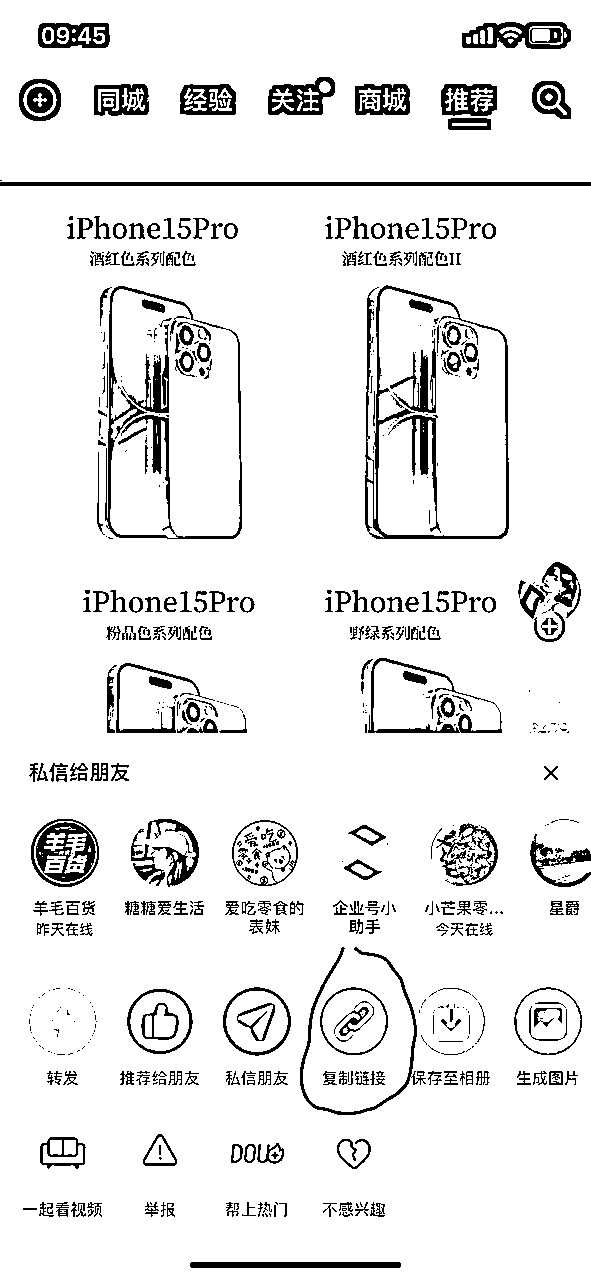 09:45
同城 经验 关注 商城 推荐
iPhone15Pro iPhone15Pro
酒红色系列配色 酒红色系列配色II
iPhone15Pro iPhone15Pro
粉晶色系列配色 野绿系列配色
私信给朋友
羊毛百货
羊毛百货 糖糖爱生活 爱吃零食的表妹 企业号小助手 小芒果零... 星爵
昨天在线 今天在线
转发 推荐给朋友 私信朋友 复制链接 保存至相册 生成图片
DOU+
一起看视频 举报 帮上热门 不感兴趣